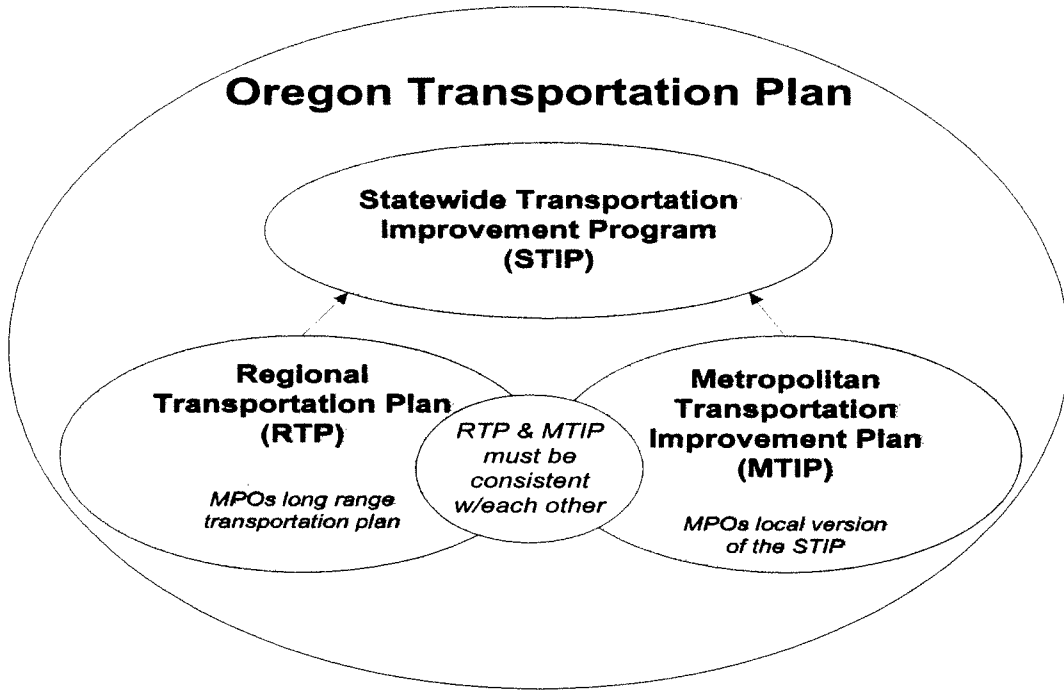 Oregon Transportation Plan
Statewide Transportation
Improvement Program
(STIP)
Regional
Transportation Plan
(RTP)
MPOs long range
transportation plan
RTP & MTIP
must be
consistent
w/each other
Metropolitan
Transportation
Improvement Plan
(MTIP)
MPOs local version
of the STIP